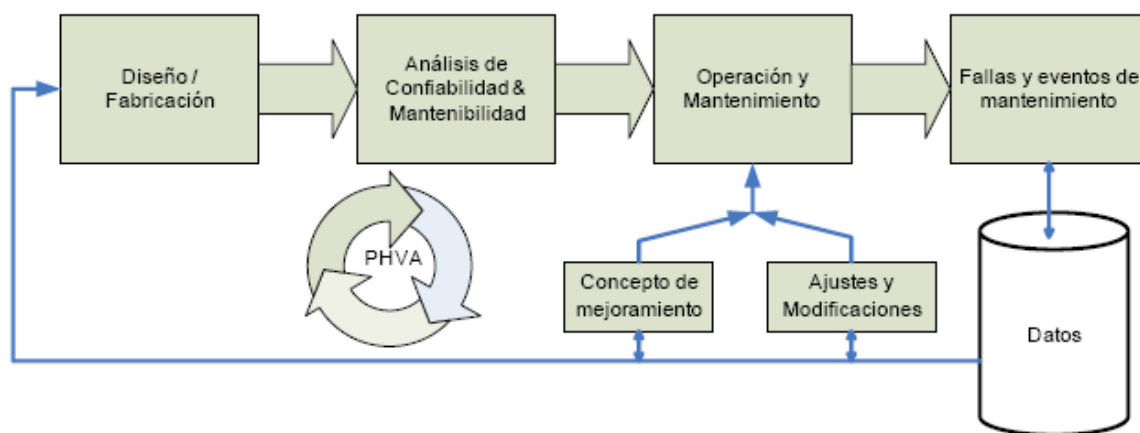 Diseño /
Fabricación
Análisis de
Confiabilidad &
Mantenibilidad
Operación y
Mantenimiento
Fallas y eventos de
mantenimiento
PHVA
Concepto de
mejoramiento
Ajustes y
Modificaciones
Datos